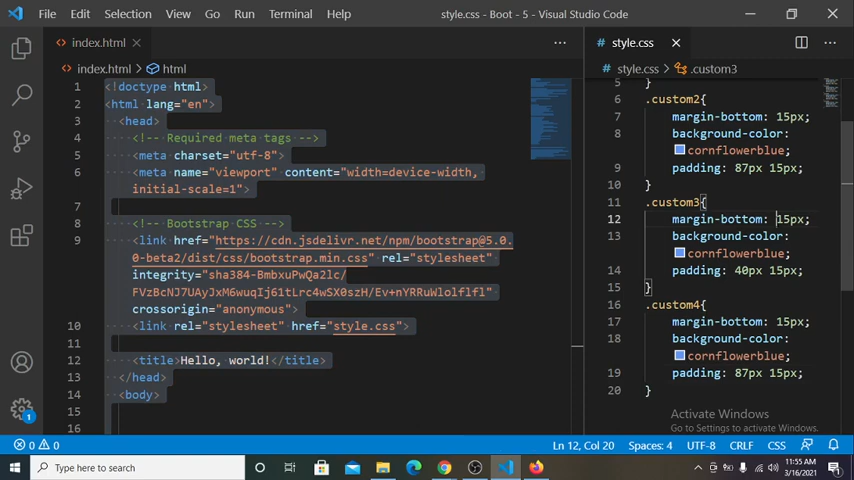 File Edit Selection View Go Run Terminal Help style.css - Boot - 5 - Visual Studio Code
index.html
index.html > html
1 <!doctype html>
2 <html lang="en">
3 <head>
4 <!-- Required meta tags -->
5 <meta charset="utf-8">
6 <meta name="viewport" content="width=device-width,
initial-scale=1">
7
8 <!-- Bootstrap CSS -->
9 <link href="https://cdn.jsdelivr.net/npm/bootstrap@5.0.
0-beta2/dist/css/bootstrap.min.css" rel="stylesheet"
integrity="sha384-BmbxuPwQa2lc/
FVzBcNJ7UAyJxM6wuqIj61tLrc4wSX0szH/Ev+nYRRuWlolflfl"
crossorigin="anonymous">
10 <link rel="stylesheet" href="style.css">
11
12 <title>Hello, world!</title>
13 </head>
14 <body>
15
16
style.css
style.css > .custom3
5 }
6 .custom2{
7 margin-bottom: 15px;
8 background-color:
cornflowerblue;
9 padding: 87px 15px;
10 }
11 .custom3{
12 margin-bottom: 15px;
13 background-color:
cornflowerblue;
14 padding: 40px 15px;
15 }
16 .custom4{
17 margin-bottom: 15px;
18 background-color:
cornflowerblue;
19 padding: 87px 15px;
20 }
Activate Windows
Go to Settings to activate Windows.
0 0 Ln 12, Col 20 Spaces: 4 UTF-8 CRLF CSS
1
Type here to search
11:55 AM
3/16/2021